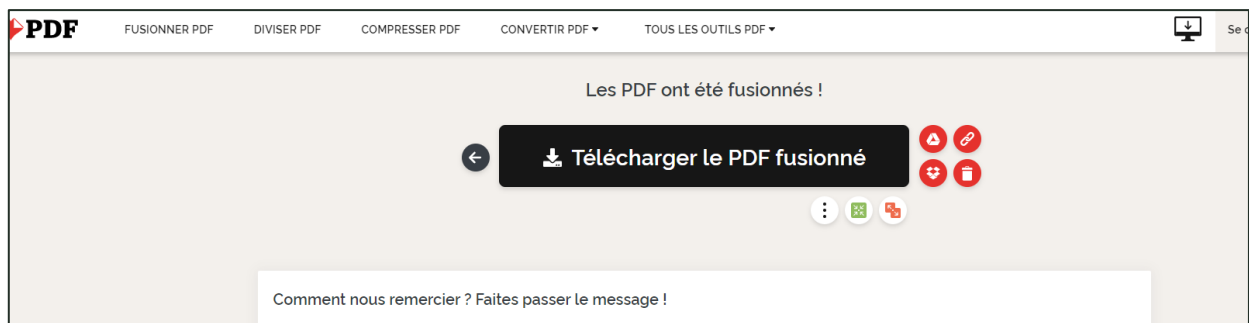 PDF
FUSIONNER PDF
DIVISER PDF
COMPRESSER PDF
CONVERTIR PDF
TOUS LES OUTILS PDF
Se
Les PDF ont été fusionnés !
Télécharger le PDF fusionné
Comment nous remercier ? Faites passer le message !